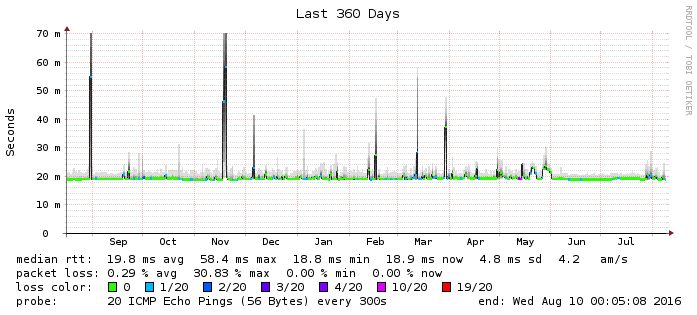 Last 360 Days
RRDTOOL / TOBI OETIKER
Seconds
70 m
60 m
50 m
40 m
30 m
20 m
10 m
0
Sep Oct Nov Dec Jan Feb Mar Apr May Jun Jul
median rtt: 19.8 ms avg 58.4 ms max 18.8 ms min 18.9 ms now 4.8 ms sd 4.2 am/s
packet loss: 0.29 % avg 30.83 % max 0.00 % min 0.00 % now
loss color: 0 1/20 2/20 3/20 4/20 10/20 19/20
probe: 20 ICMP Echo Pings (56 Bytes) every 300s end: Wed Aug 10 00:05:08 2016